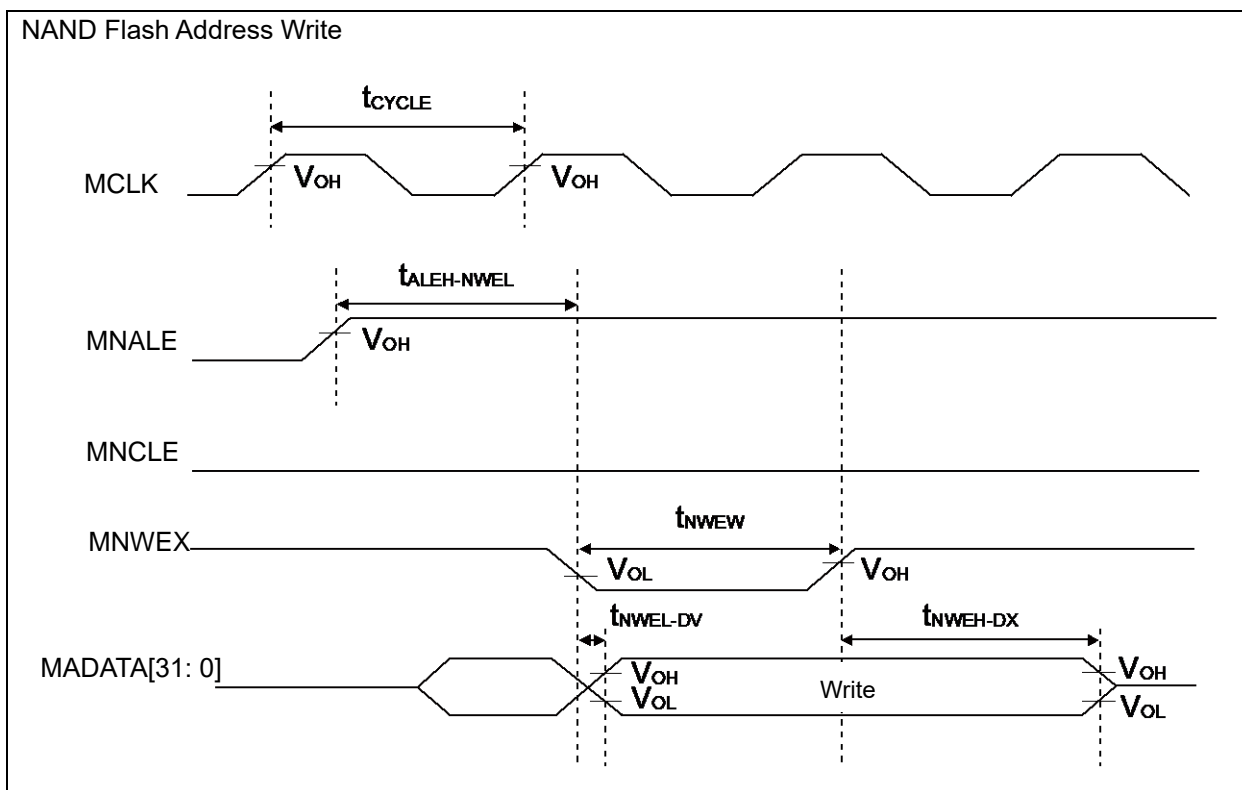 NAND Flash Address Write
tCYCLE
MCLK
VOH
VOH
tALEH-NWEL
MNALE
VOH
MNCLE
tNWEW
MNWEX
VOL
VOH
tNWEL-DV
tNWEH-DX
MADATA[31: 0]
VOH
Write
VOH
VOL
VOL